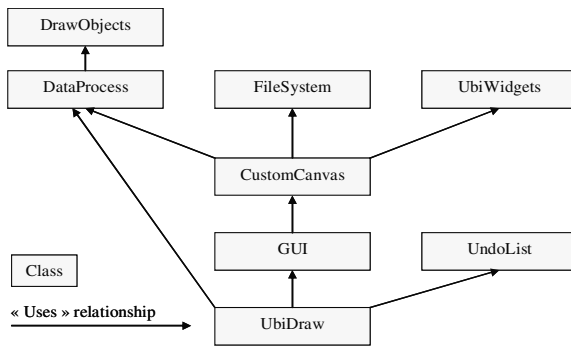 DrawObjects
DataProcess
FileSystem
UbiWidgets
CustomCanvas
GUI
UndoList
Class
« Uses » relationship
UbiDraw